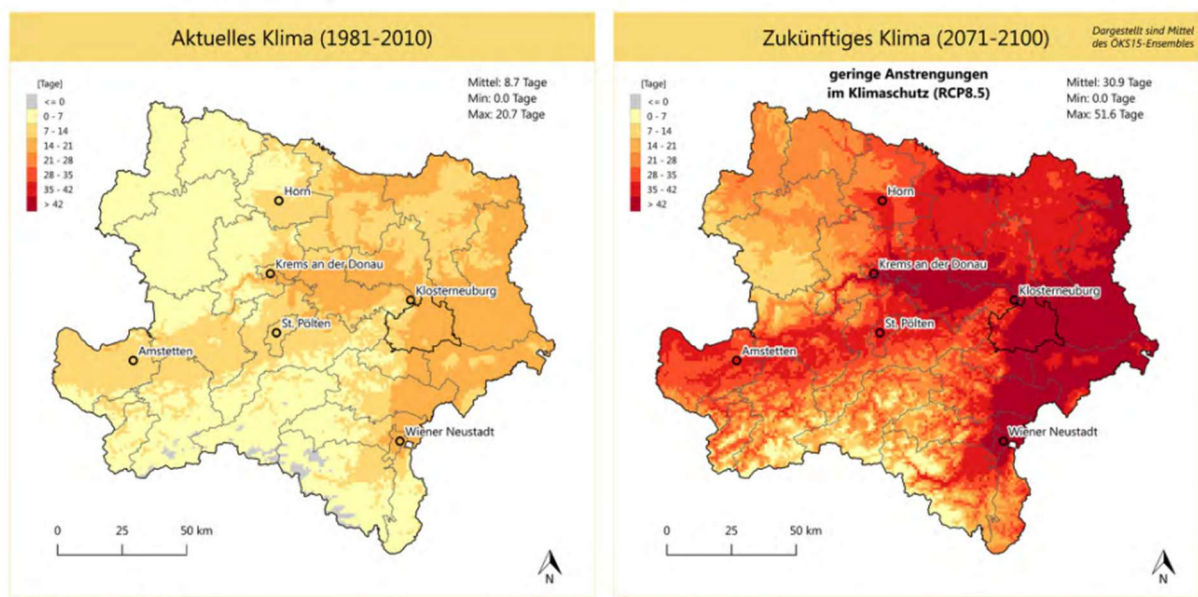 Aktuelles Klima (1981-2010)
[Tage]
<= 0
0 - 7
7 - 14
14 - 21
21 - 28
28 - 35
35 - 42
> 42
Mittel: 8.7 Tage
Min: 0.0 Tage
Max: 20.7 Tage
Horn
Krems an der Donau
Klosterneuburg
St. Pölten
Amstetten
Wiener Neustadt
0 25 50 km
N
Zukünftiges Klima (2071-2100)
Dargestellt sind Mittel
des ÖKS15-Ensembles
geringe Anstrengungen
im Klimaschutz (RCP8.5)
[Tage]
<= 0
0 - 7
7 - 14
14 - 21
21 - 28
28 - 35
35 - 42
> 42
Mittel: 30.9 Tage
Min: 0.0 Tage
Max: 51.6 Tage
Horn
Krems an der Donau
Klosterneuburg
St. Pölten
Amstetten
Wiener Neustadt
0 25 50 km
N